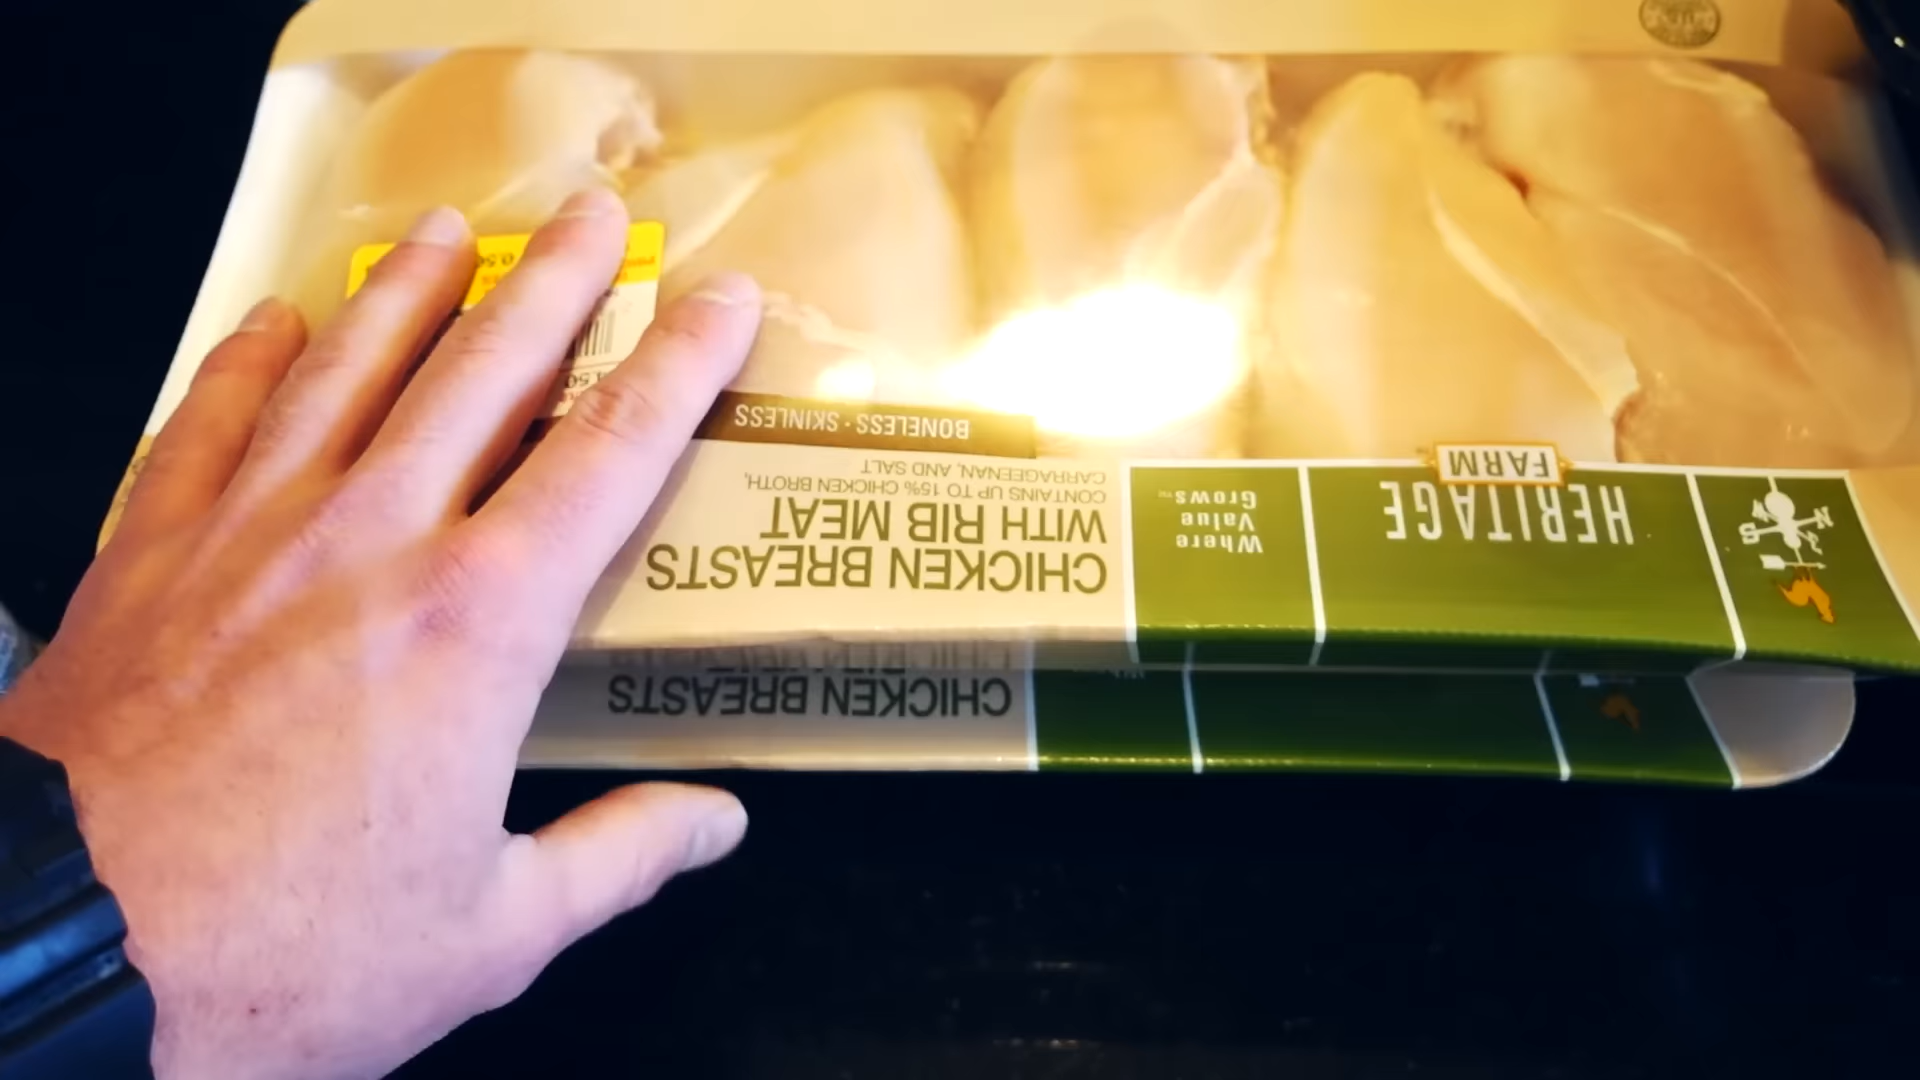 HERITAGE
FARM
Where
Value
Grows™
CHICKEN BREASTS
WITH RIB MEAT
CONTAINS UP TO 15% CHICKEN BROTH,
CARRAGEENAN, AND SALT
BONELESS · SKINLESS
N
S
CHICKEN BREASTS